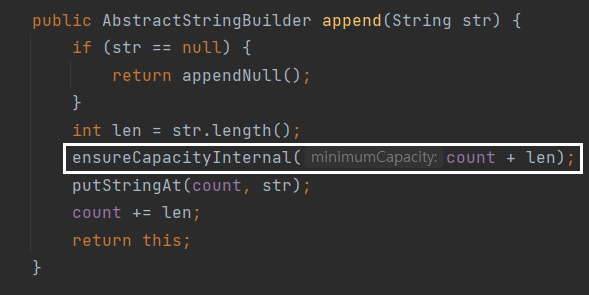 public AbstractStringBuilder append(String str) {
if (str == null) {
return appendNull();
}
int len = str.length();
ensureCapacityInternal( minimumCapacity: count + len);
putStringAt(count, str);
count += len;
return this;
}